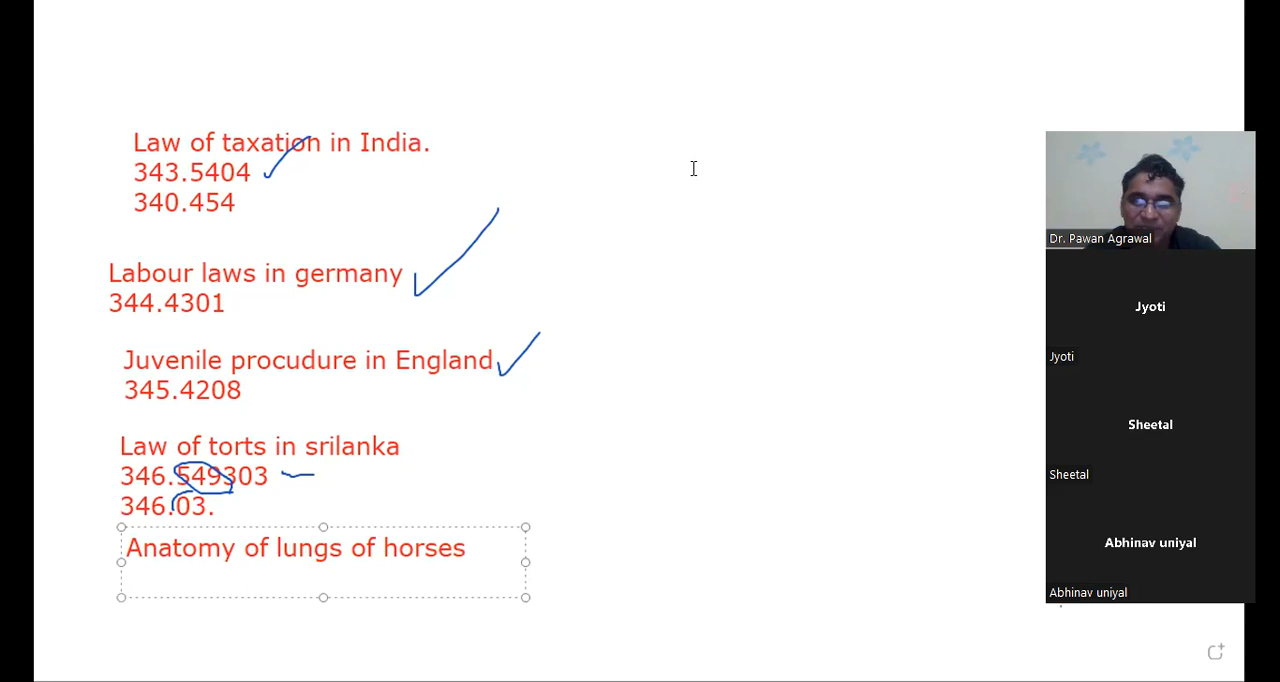 Law of taxation in India.
343.5404
340.454
Labour laws in germany
344.4301
Juvenile procudure in England
345.4208
Law of torts in srilanka
346.549303
346.03.
Anatomy of lungs of horses
Dr. Pawan Agrawal
Jyoti
Jyoti
Sheetal
Sheetal
Abhinav uniyal
Abhinav uniyal